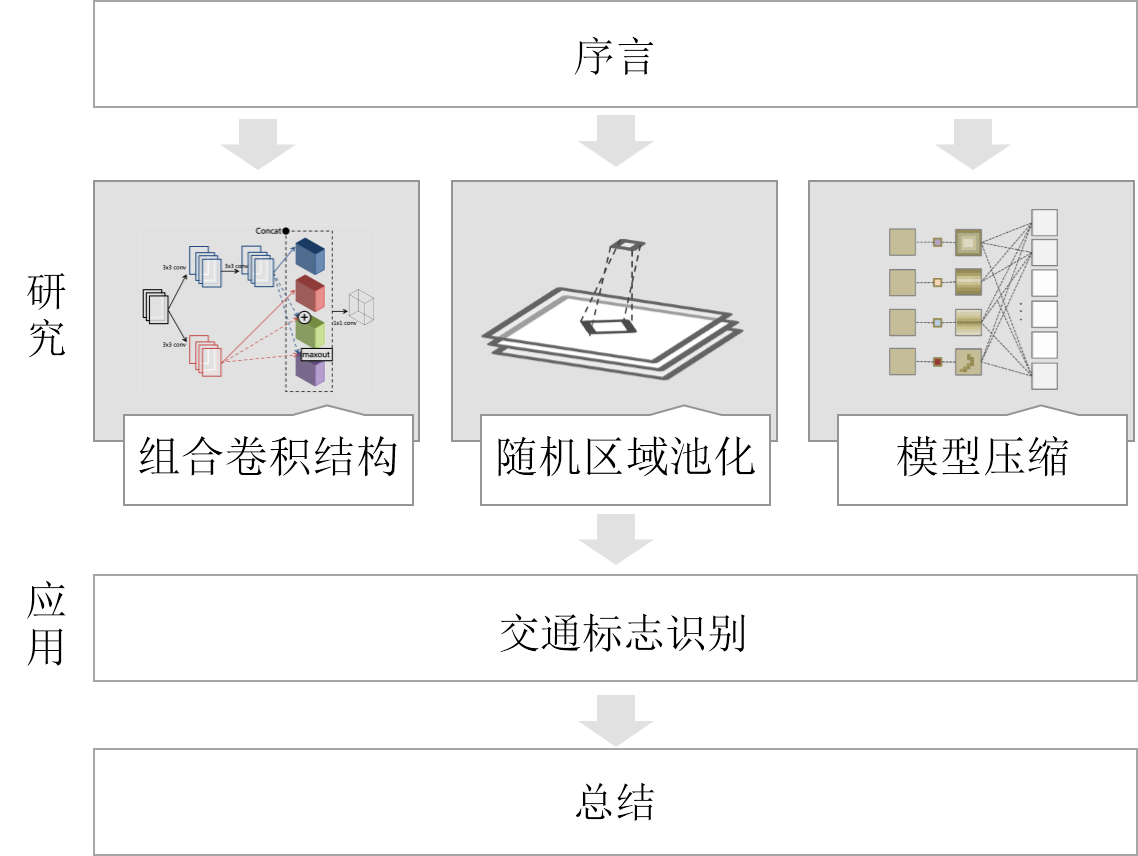 序言
研究
Concat
3x3 conv
3x3 conv
3x3 conv
1x1 conv
maxout
组合卷积结构
随机区域池化
模型压缩
应用
交通标志识别
总结